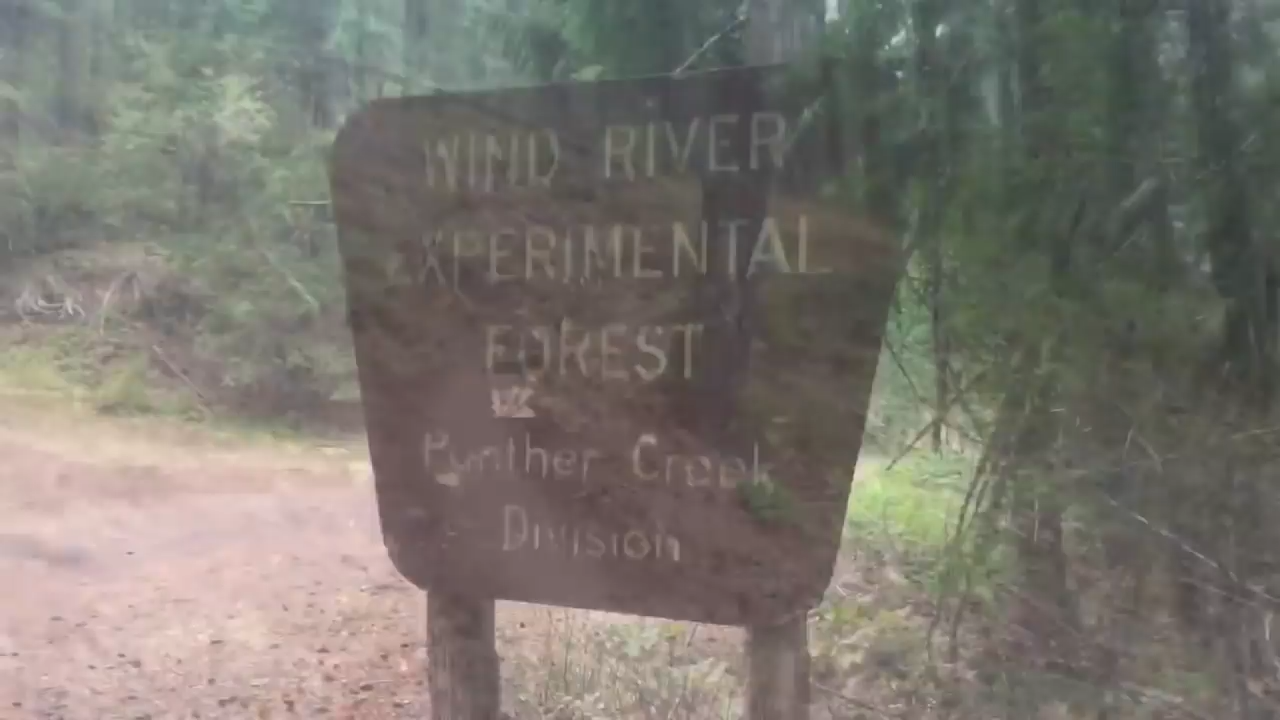 WIND RIVER
EXPERIMENTAL
FOREST
Panther Creek
Division